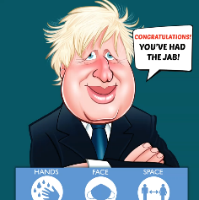 CONGRATULATIONS!
YOU'VE HAD
THE JAB!
HANDS FACE SPACE